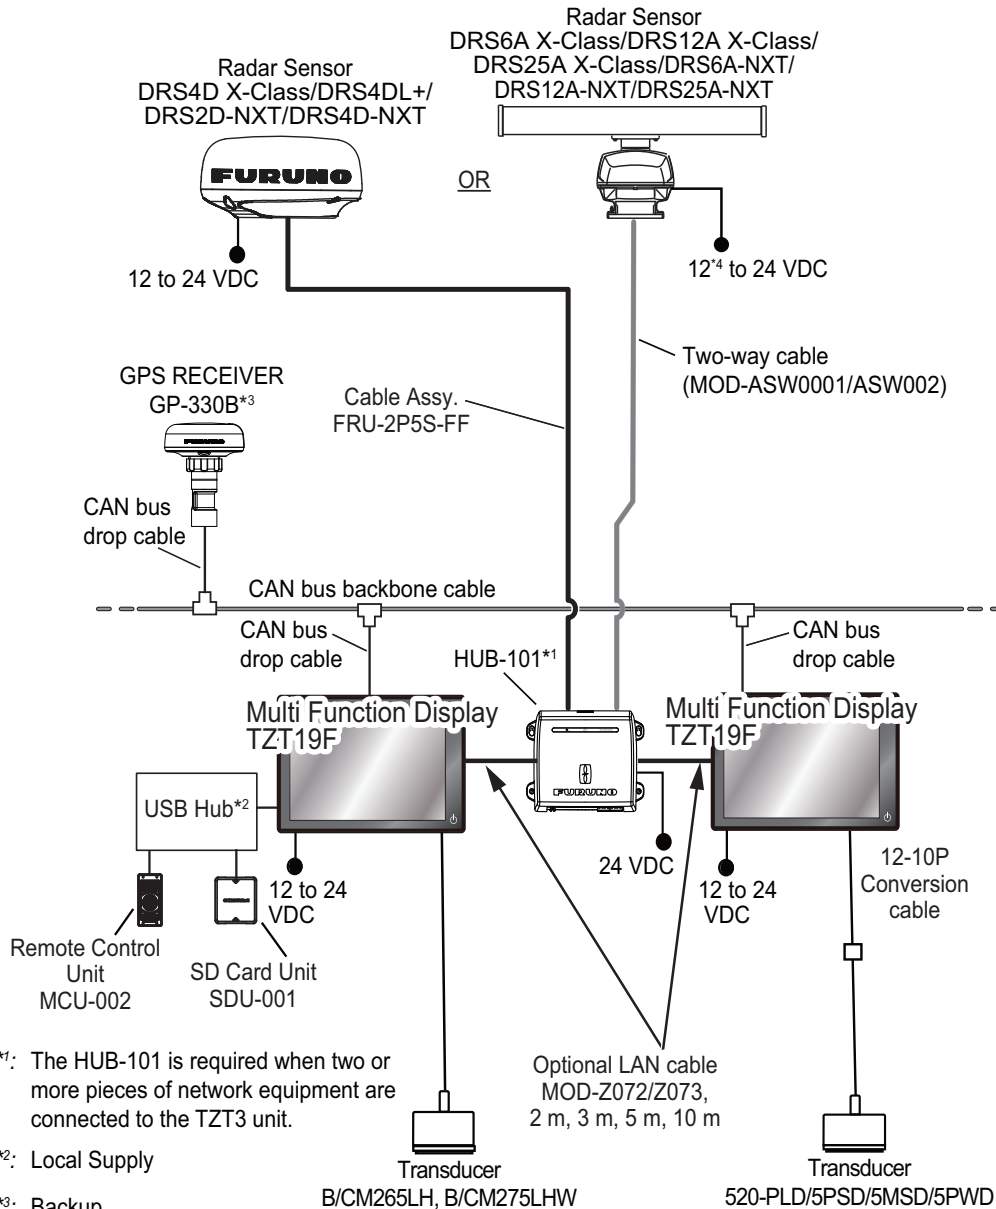 Radar Sensor
DRS6A X-Class/DRS12A X-Class/
DRS25A X-Class/DRS6A-NXT/
DRS12A-NXT/DRS25A-NXT
Radar Sensor
DRS4D X-Class/DRS4DL+/
DRS2D-NXT/DRS4D-NXT
FURUNO
OR
12 to 24 VDC
12*4 to 24 VDC
Two-way cable
(MOD-ASW0001/ASW002)
GPS RECEIVER
GP-330B*3
FURUNO
Cable Assy.
FRU-2P5S-FF
CAN bus
drop cable
CAN bus backbone cable
CAN bus
drop cable
HUB-101*1
CAN bus
drop cable
Multi Function Display
TZT19F
Multi Function Display
TZT19F
FURUNO
USB Hub*2
12 to 24
VDC
24 VDC
12 to 24
VDC
12-10P
Conversion
cable
Remote Control
Unit
MCU-002
SD Card Unit
SDU-001
Optional LAN cable
MOD-Z072/Z073,
2 m, 3 m, 5 m, 10 m
*1: The HUB-101 is required when two or
more pieces of network equipment are
connected to the TZT3 unit.
*2: Local Supply
*3: Backup
Transducer
B/CM265LH, B/CM275LHW
Transducer
520-PLD/5PSD/5MSD/5PWD